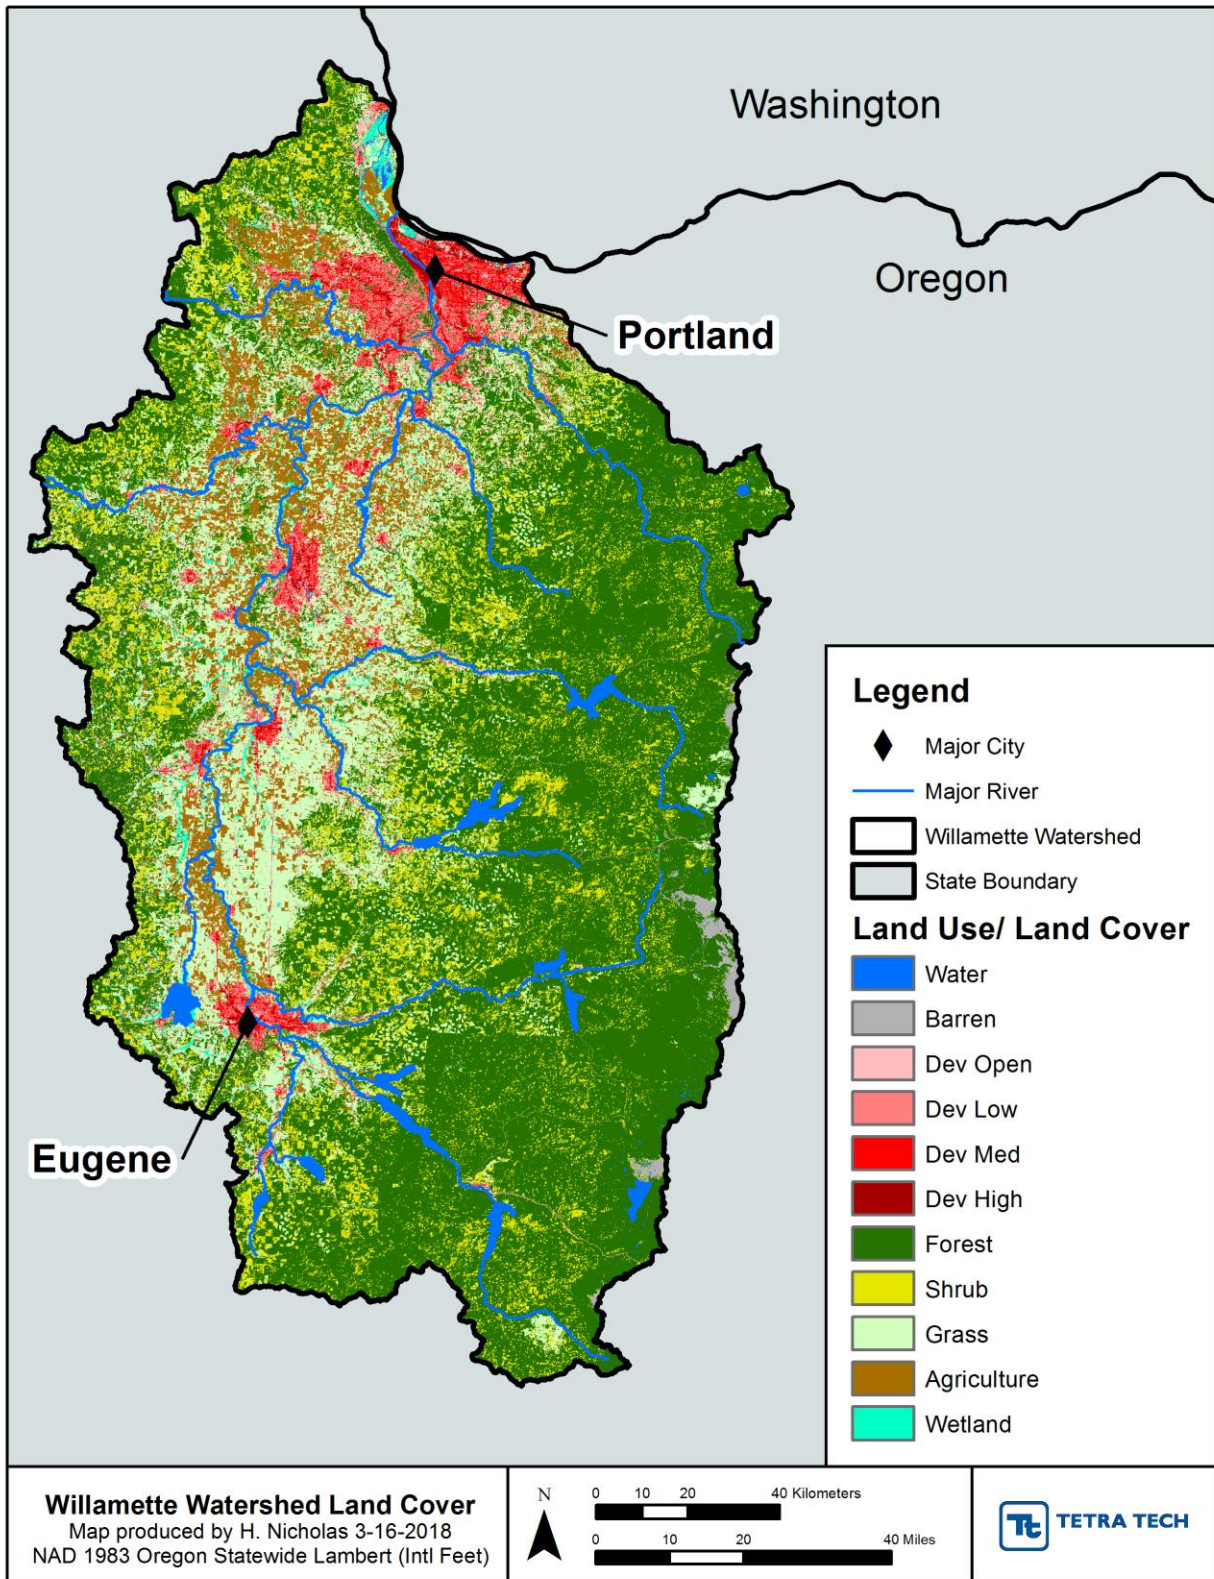 Washington
Oregon
Portland
Eugene
Legend
Major City
Major River
Willamette Watershed
State Boundary
Land Use/ Land Cover
Water
Barren
Dev Open
Dev Low
Dev Med
Dev High
Forest
Shrub
Grass
Agriculture
Wetland
Willamette Watershed Land Cover
Map produced by H. Nicholas 3-16-2018
NAD 1983 Oregon Statewide Lambert (Intl Feet)
N
0 10 20 40 Kilometers
0 20 40 Miles
Tt TETRA TECH